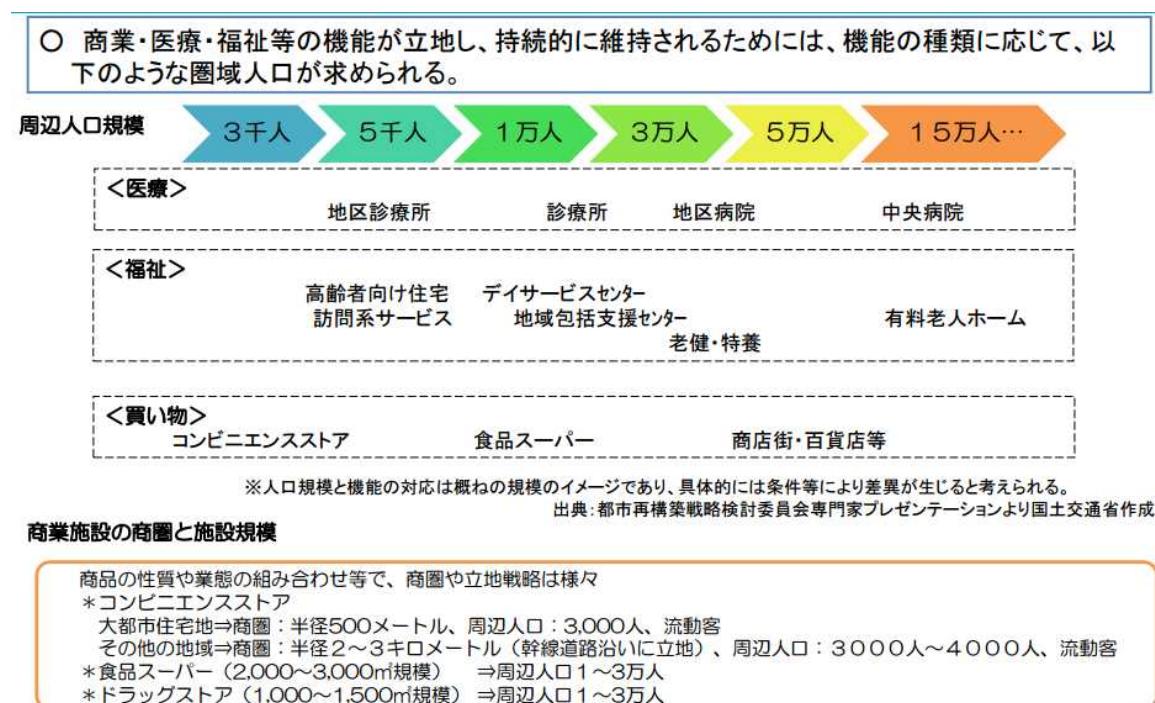 〇 商業・医療・福祉等の機能が立地し、持続的に維持されるためには、機能の種類に応じて、以
下のような圏域人口が求められる。
周辺人口規模 3千人 5千人 1万人 3万人 5万人 15万人…
<医療>
地区診療所 診療所 地区病院 中央病院
<福祉>
高齢者向け住宅 デイサービスセンター
訪問系サービス 地域包括支援センター 有料老人ホーム
老健・特養
<買い物>
コンビニエンスストア 食品スーパー 商店街・百貨店等
※人口規模と機能の対応は概ねの規模のイメージであり、具体的には条件等により差異が生じると考えられる。
出典:都市再構築戦略検討委員会専門家プレゼンテーションより国土交通省作成
商業施設の商圏と施設規模
商品の性質や業態の組み合わせ等で、商圏や立地戦略は様々
*コンビニエンスストア
大都市住宅地⇒商圏:半径500メートル、周辺人口:3,000人、流動客
その他の地域⇒商圏:半径2~3キロメートル(幹線道路沿いに立地)、周辺人口:3000人~4000人、流動客
*食品スーパー(2,000~3,000㎡規模) ⇒周辺人口1~3万人
*ドラッグストア(1,000~1,500㎡規模) ⇒周辺人口1~3万人